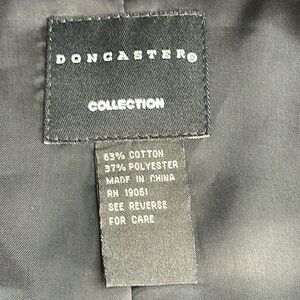 DONCASTER®
COLLECTION
63% COTTON
37% POLYESTER
MADE IN CHINA
RN 19061
SEE REVERSE
FOR CARE